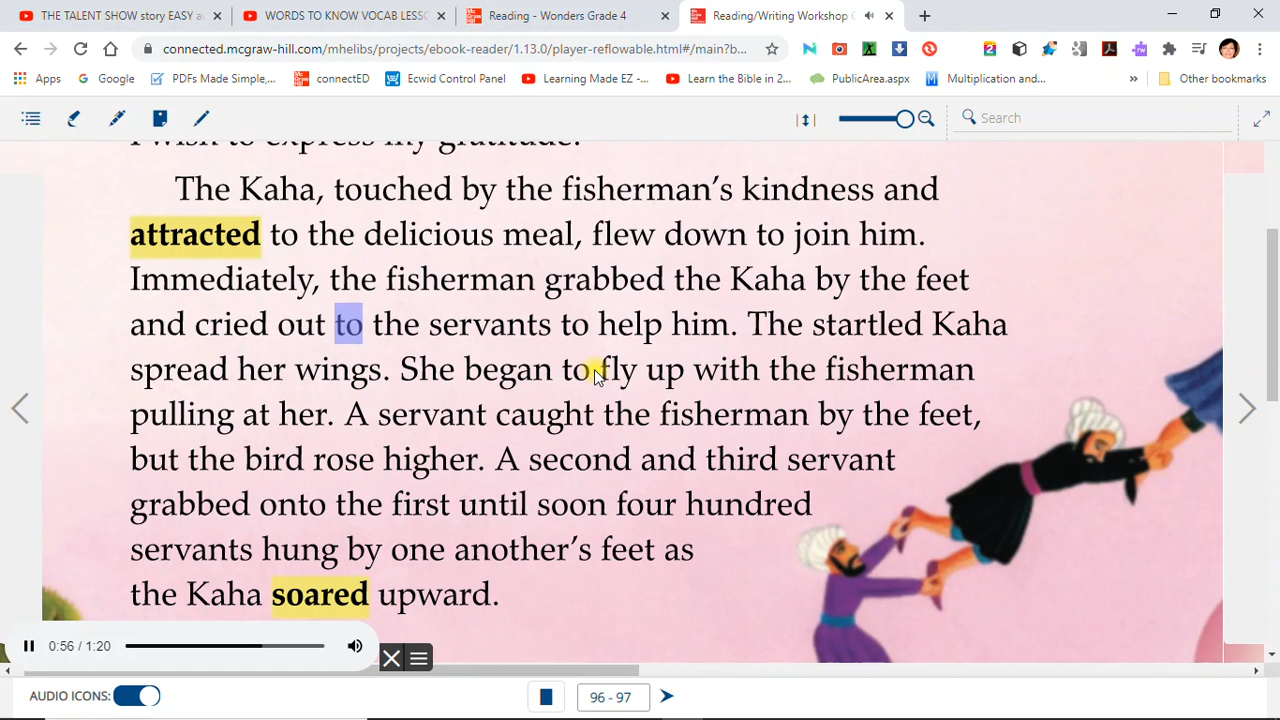 THE TALENT SHOW story EASY a
WORDS TO KNOW VOCAB LESS
Reading - Wonders Grade 4
Reading/Writing Workshop G
connected.mcgraw-hill.com/mhelibs/projects/ebook-reader/1.13.0/player-reflowable.html#/main?b...
Apps
Google
PDFs Made Simple,...
connectED
Ecwid Control Panel
Learning Made EZ -...
Learn the Bible in 2...
PublicArea.aspx
Multiplication and...
»
Other bookmarks
Search
I wish to express my gratitude.
The Kaha, touched by the fisherman’s kindness and
attracted to the delicious meal, flew down to join him.
Immediately, the fisherman grabbed the Kaha by the feet
and cried out to the servants to help him. The startled Kaha
spread her wings. She began to fly up with the fisherman
pulling at her. A servant caught the fisherman by the feet,
but the bird rose higher. A second and third servant
grabbed onto the first until soon four hundred
servants hung by one another’s feet as
the Kaha soared upward.
0:56 / 1:20
AUDIO ICONS:
96 - 97